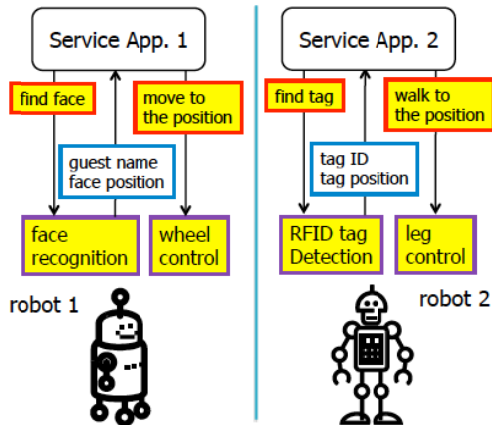 Service App. 1
find face
move to
the position
guest name
face position
face
recognition
wheel
control
robot 1
Service App. 2
find tag
walk to
the position
tag ID
tag position
RFID tag
Detection
leg
control
robot 2